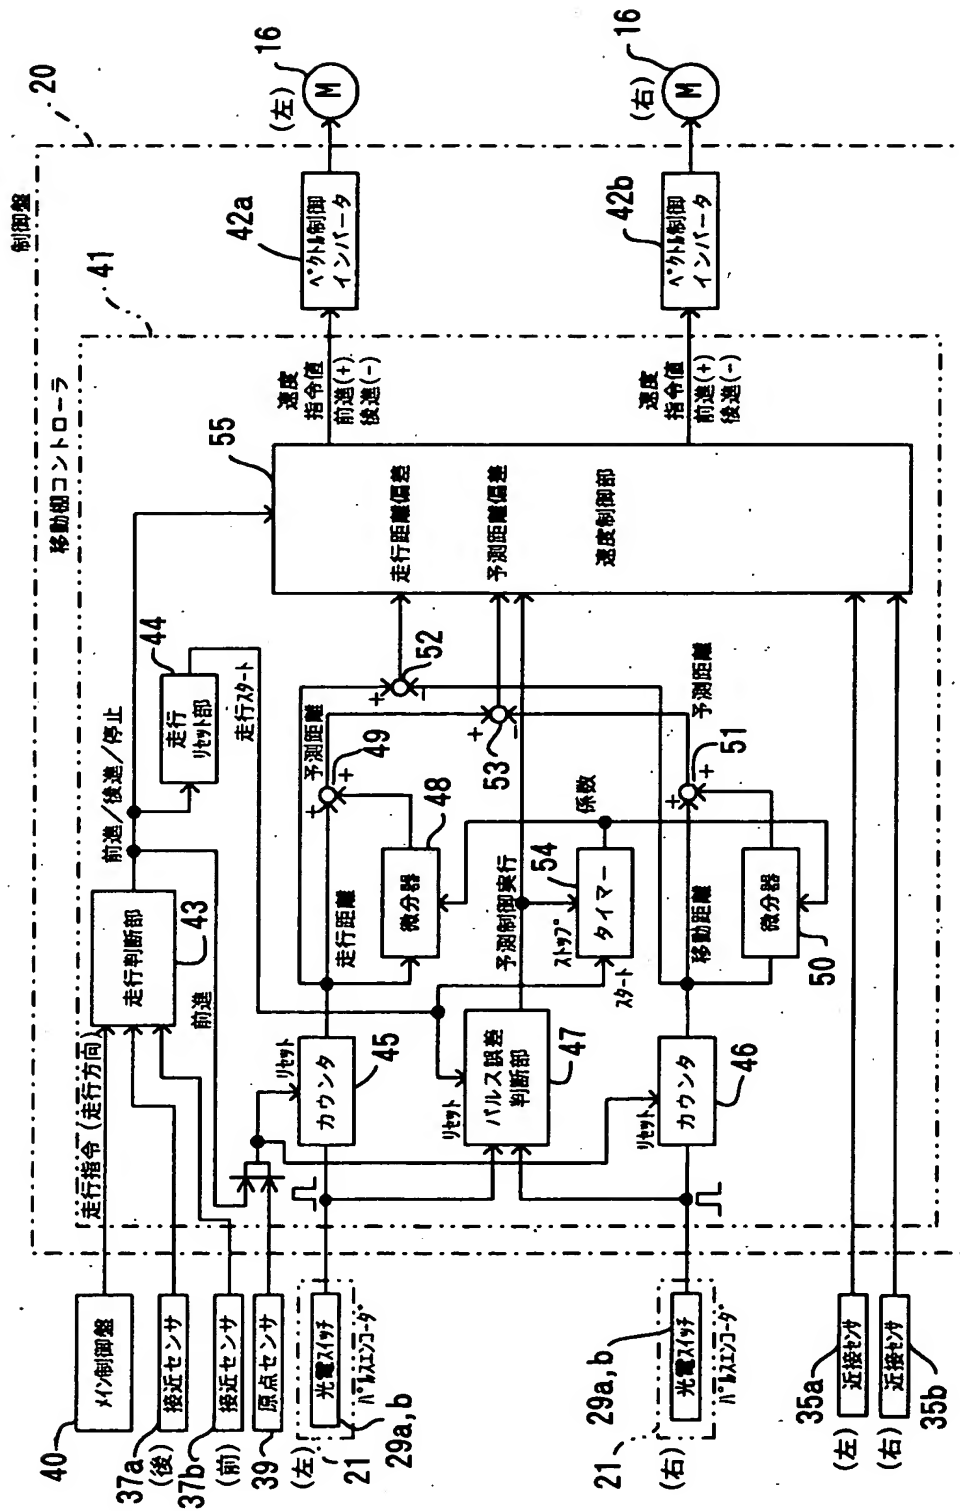 制御盤
20
移動棚コントローラ
41
メイン制御盤
40
接近センサ
37a
(後)
接近センサ
37b
(前)
原点センサ
39
光電スイッチ
(左)
21
29a,b
パルスエンコーダ
光電スイッチ
29a,b
21
(右)
パルスエンコーダ
近接センサ
35a
(左)
近接センサ
35b
(右)
走行指令(走行方向)
走行判断部
43
前進
前進/後進/停止
走行
リセット部
44
走行スタート
リセット
カウンタ
45
リセット
パルス誤差
判断部
47
リセット
カウンタ
46
走行距離
微分器
48
予測制御実行
ストップ
スタート
タイマー
54
係数
移動距離
微分器
50
予測距離
49
+
+
52
+
-
53
+
-
予測距離
51
+
+
走行距離偏差
予測距離偏差
速度制御部
55
速度
指令値
前進(+)
後進(-)
速度
指令値
前進(+)
後進(-)
ベクトル制御
インバータ
42a
ベクトル制御
インバータ
42b
(左)
M
16
(右)
M
16